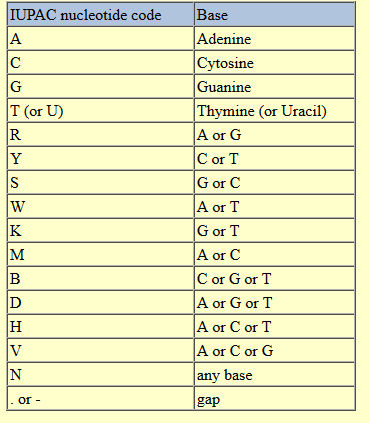 IUPAC nucleotide code Base
A Adenine
C Cytosine
G Guanine
T (or U) Thymine (or Uracil)
R A or G
Y C or T
S G or C
W A or T
K G or T
M A or C
B C or G or T
D A or G or T
H A or C or T
V A or C or G
N any base
. or - gap